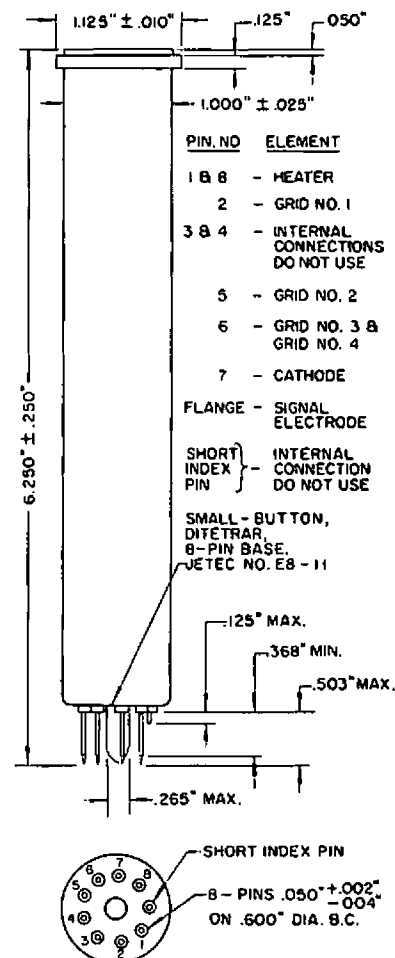 1.125" ± .010"
.125"
.050"
1.000" ± .025"
PIN. NO ELEMENT
1 & 8 - HEATER
2 - GRID NO. 1
3 & 4 - INTERNAL
CONNECTIONS
DO NOT USE
5 - GRID NO. 2
6 - GRID NO. 3 &
GRID NO. 4
7 - CATHODE
FLANGE - SIGNAL
ELECTRODE
SHORT
INDEX
PIN } - INTERNAL
CONNECTION
DO NOT USE
6.250" ± .250"
SMALL-BUTTON,
DITETRAR,
8-PIN BASE.
JETEC NO. E8-11
.125" MAX.
.368" MIN.
.503" MAX.
.265" MAX.
SHORT INDEX PIN
8 - PINS .050" +.002"
-.004"
ON .600" DIA. B.C.
1
2
3
4
5
6
7
8